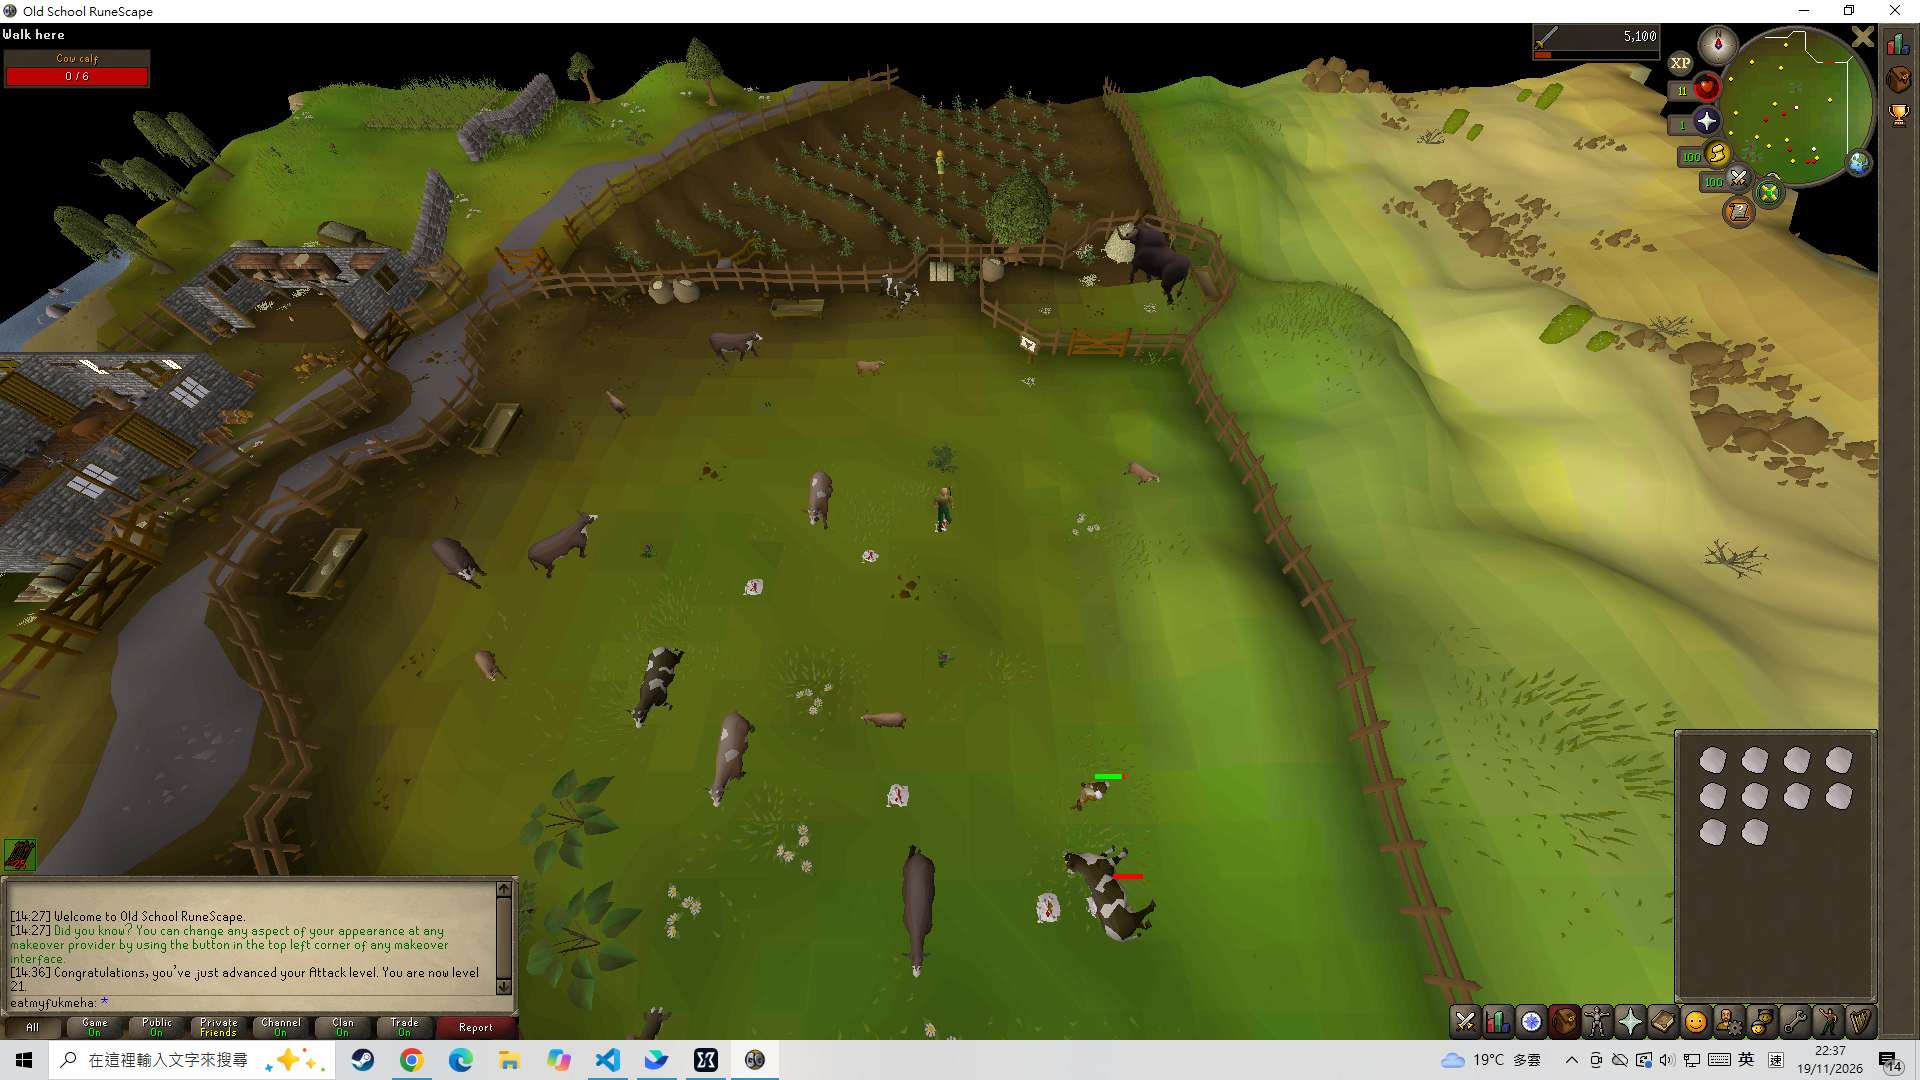 Old School RuneScape
Walk here
Cow calf
0 / 6
5,100
N
XP
11
1
100
100
25
[14:27] Welcome to Old School RuneScape.
[14:27] Did you know? You can change any aspect of your appearance at any
makeover provider by using the button in the top left corner of any makeover
interface.
[14:36] Congratulations, you've just advanced your Attack level. You are now level
21.
eatmyfukmeha: *
All
Game
On
Public
On
Private
Friends
Channel
On
Clan
On
Trade
On
Report
在這裡輸入文字來搜尋
19°C 多雲
英
速
22:37
19/11/2026
14